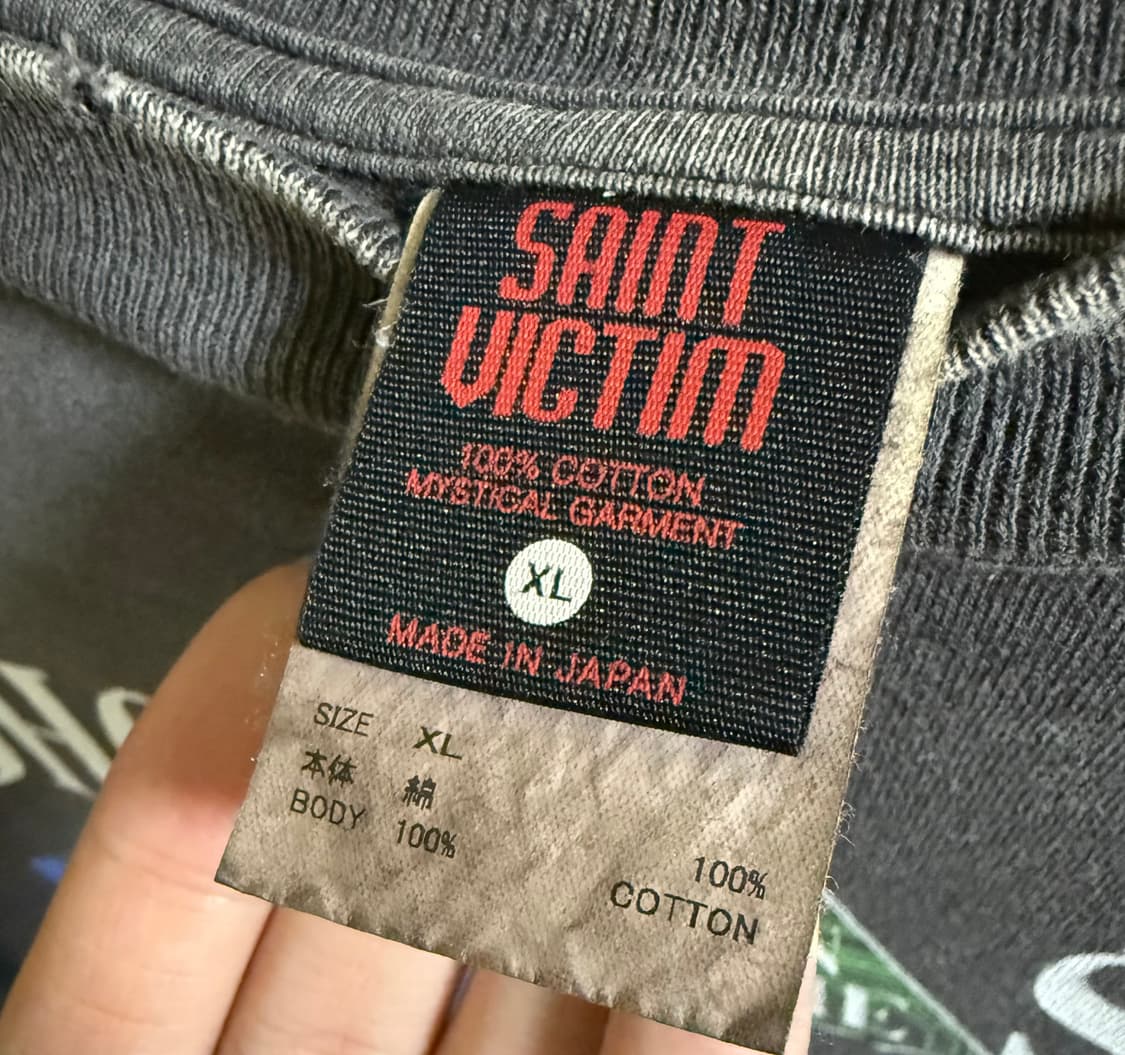 SAINT
VICTIM
100% COTTON
MYSTICAL GARMENT
XL
MADE IN JAPAN
SIZE XL
本体 綿
BODY 100%
100%
COTTON